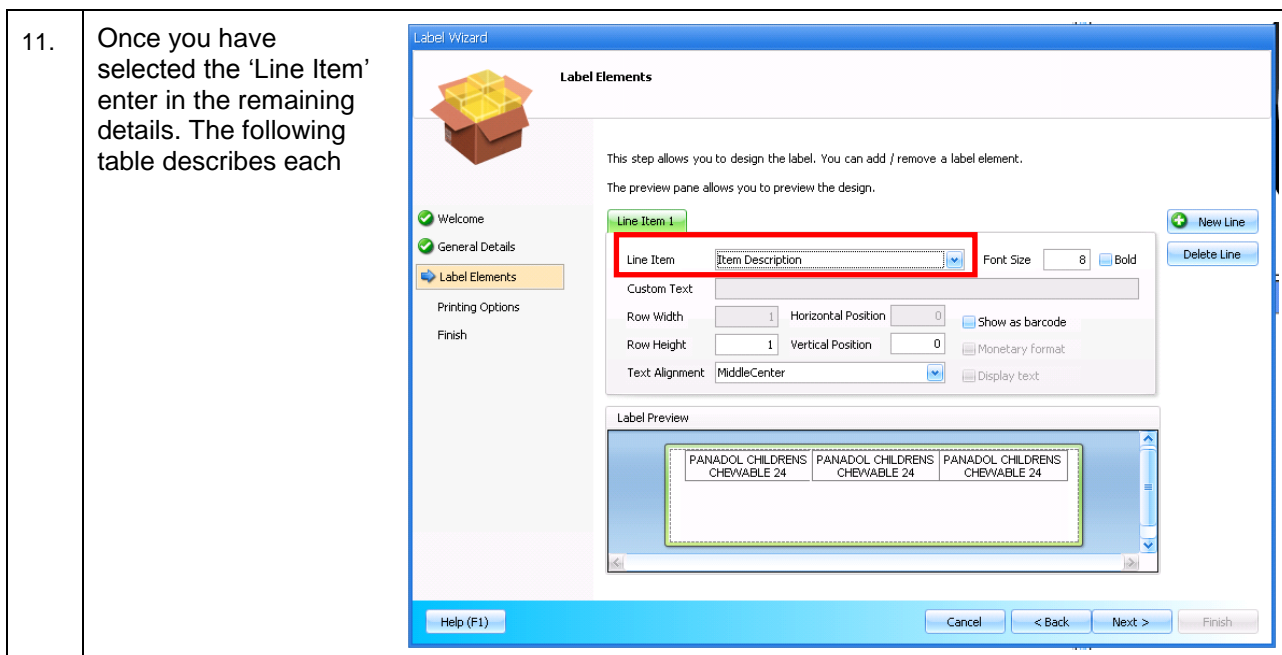 11.
Once you have
selected the ‘Line Item’
enter in the remaining
details. The following
table describes each
Label Wizard
Label Elements
This step allows you to design the label. You can add / remove a label element.
The preview pane allows you to preview the design.
Welcome
General Details
Label Elements
Printing Options
Finish
Line Item 1
New Line
Delete Line
Line Item Item Description Font Size 8 Bold
Custom Text
Row Width 1 Horizontal Position 0 Show as barcode
Row Height 1 Vertical Position 0 Monetary format
Text Alignment MiddleCenter Display text
Label Preview
PANADOL CHILDRENS PANADOL CHILDRENS PANADOL CHILDRENS
CHEWABLE 24 CHEWABLE 24 CHEWABLE 24
Help (F1) Cancel < Back Next > Finish